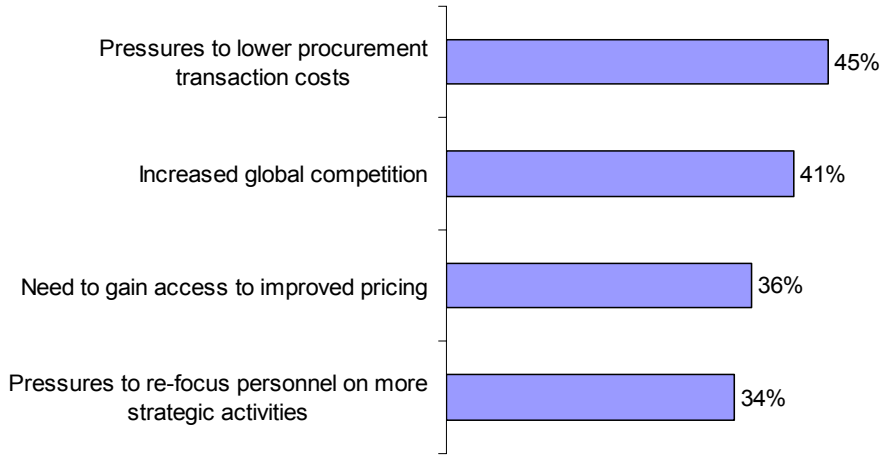 Pressures to lower procurement
transaction costs
45%
Increased global competition
41%
Need to gain access to improved pricing
36%
Pressures to re-focus personnel on more
strategic activities
34%